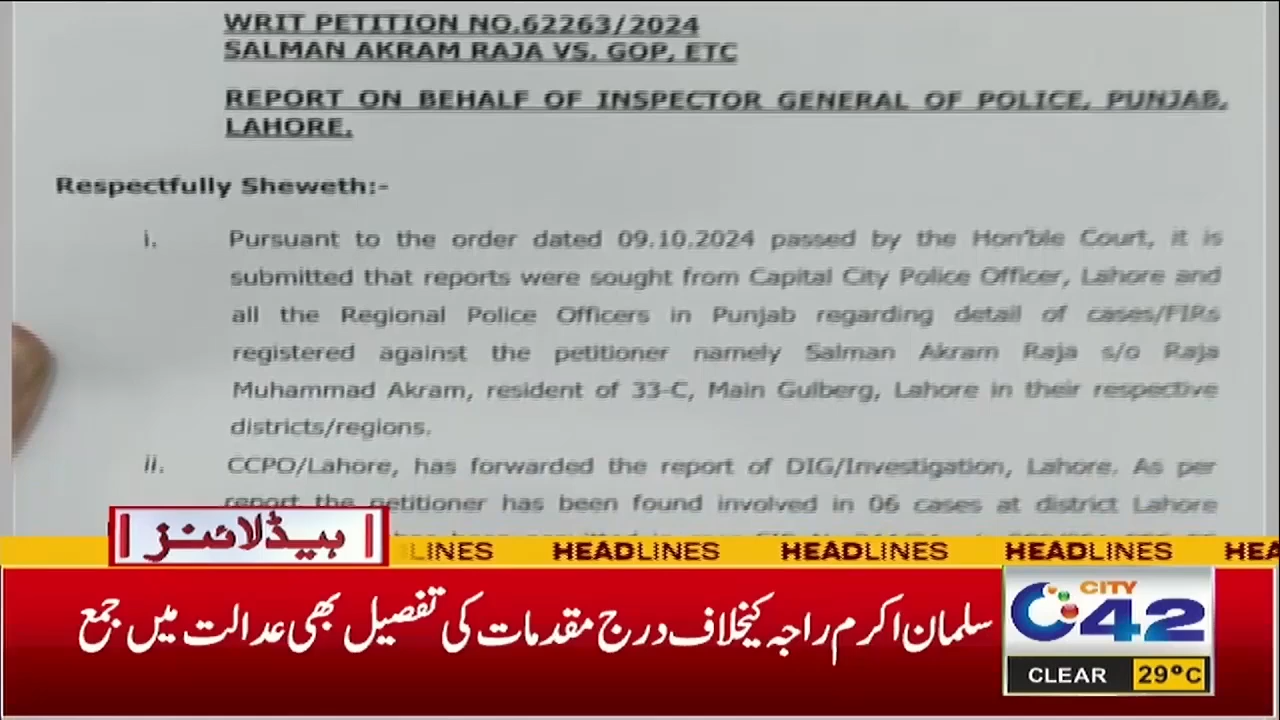 WRIT PETITION NO.62263/2024
SALMAN AKRAM RAJA VS. GOP, ETC
REPORT ON BEHALF OF INSPECTOR GENERAL OF POLICE, PUNJAB,
LAHORE.
Respectfully Sheweth:-
i. Pursuant to the order dated 09.10.2024 passed by the Hon'ble Court, it is
submitted that reports were sought from Capital City Police Officer, Lahore and
all the Regional Police Officers in Punjab regarding detail of cases/FIRs
registered against the petitioner namely Salman Akram Raja s/o Raja
Muhammad Akram, resident of 33-C, Main Gulberg, Lahore in their respective
districts/regions.
ii. CCPO/Lahore, has forwarded the report of DIG/Investigation, Lahore. As per
report the petitioner has been found involved in 06 cases at district Lahore
ہیڈلائنز
LINES HEADLINES HEADLINES HEADLINES HEA
سلمان اکرم راجہ کیخلاف درج مقدمات کی تفصیل بھی عدالت میں جمع
CITY
42
CLEAR 29°C